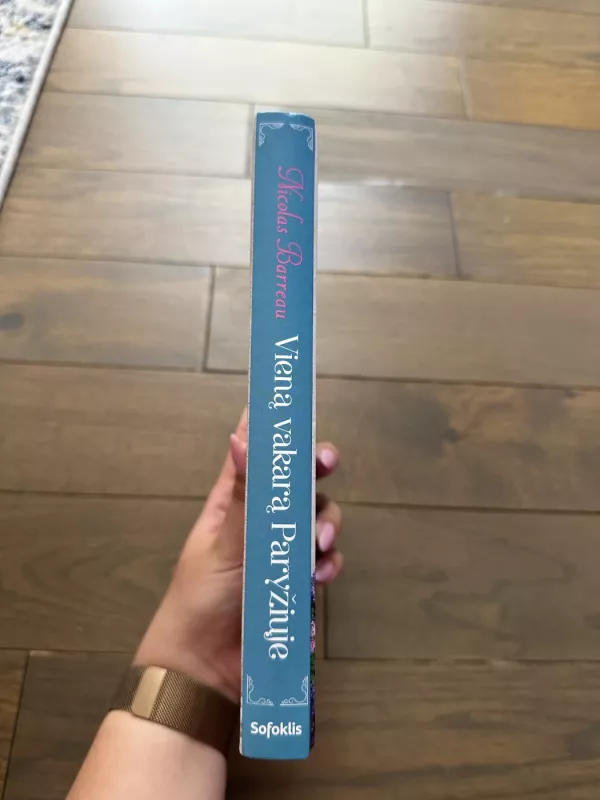 Nicolas Barreau
Vieną vakarą Paryžiuje
Sofoklis